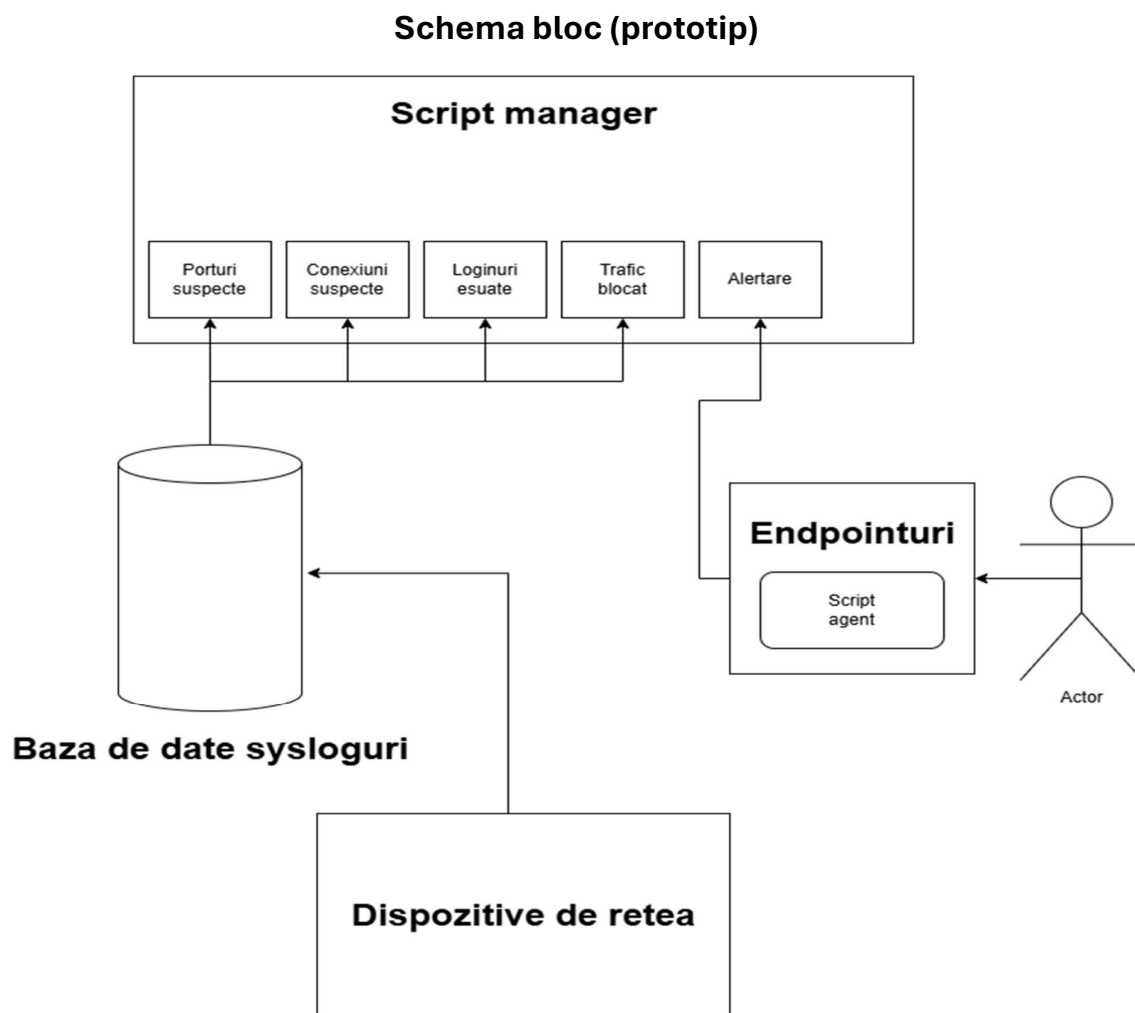 Schema bloc (prototip)
Script manager
Porturi
suspecte
Conexiuni
suspecte
Loginuri
esuate
Trafic
blocat
Alertare
Endpointuri
Script
agent
Actor
Baza de date sysloguri
Dispozitive de retea